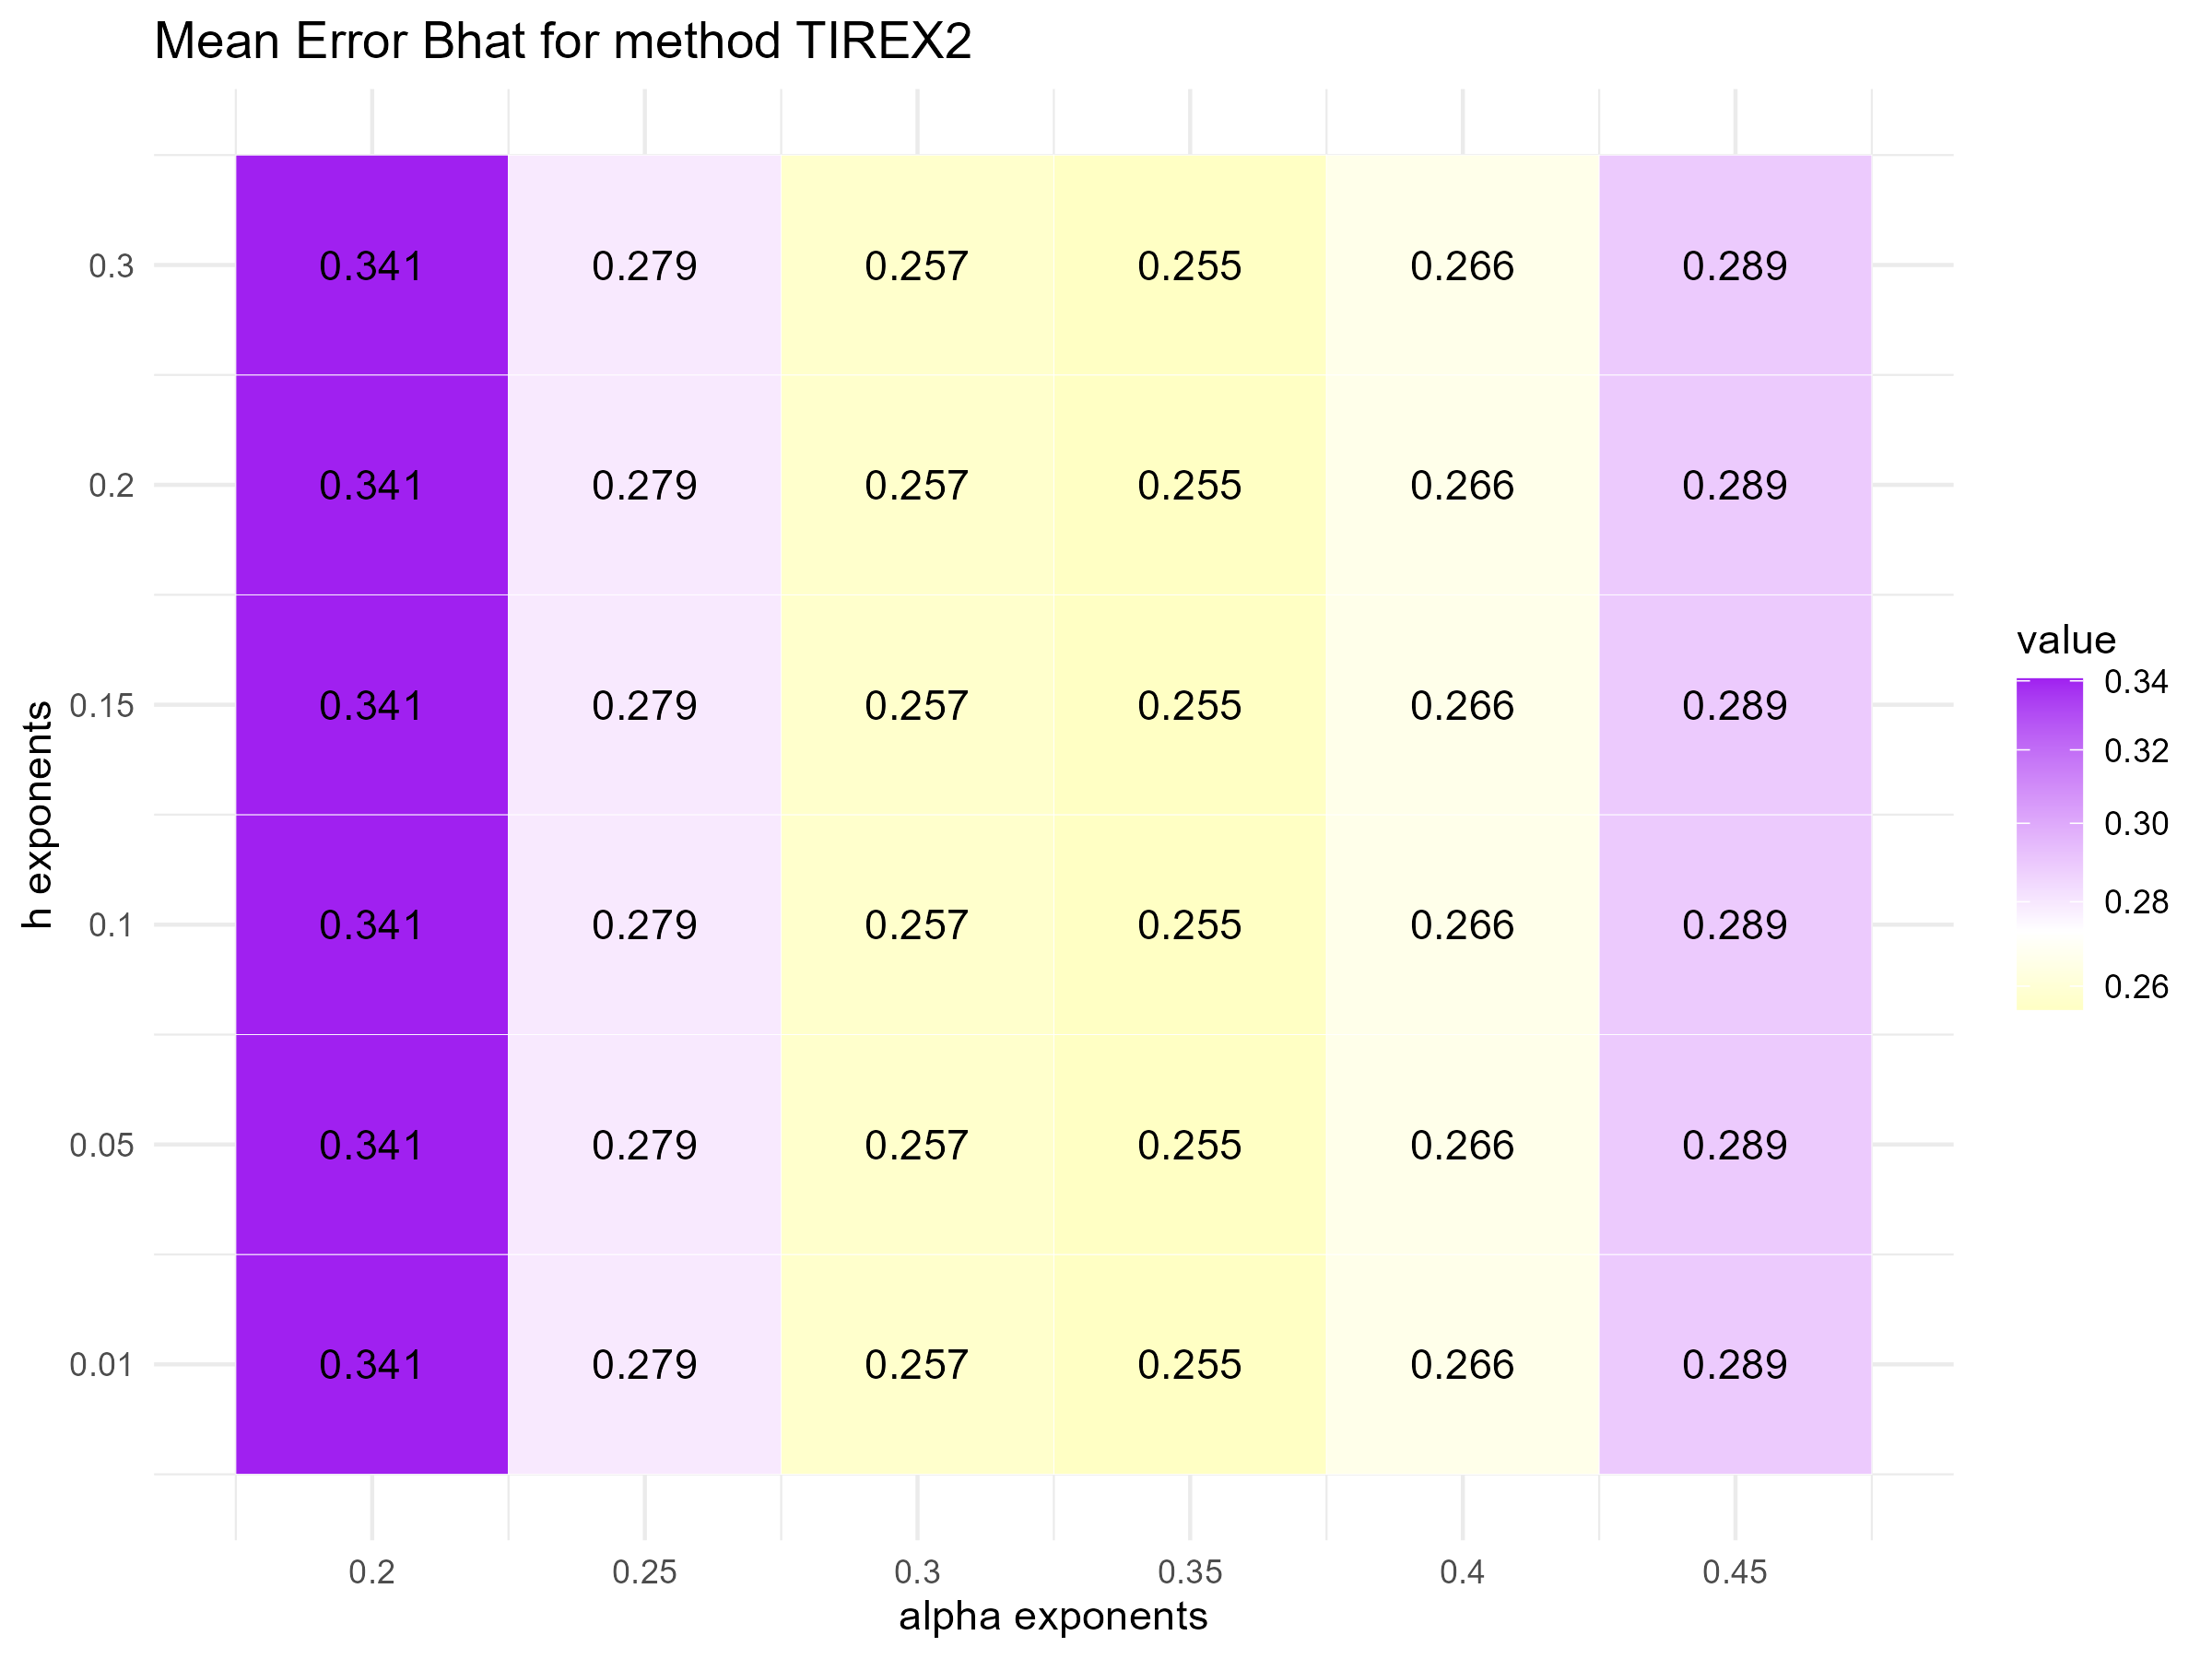 Mean Error Bhat for method TIREX2
h exponents
0.3 0.341 0.279 0.257 0.255 0.266 0.289
0.2 0.341 0.279 0.257 0.255 0.266 0.289
0.15 0.341 0.279 0.257 0.255 0.266 0.289
0.1 0.341 0.279 0.257 0.255 0.266 0.289
0.05 0.341 0.279 0.257 0.255 0.266 0.289
0.01 0.341 0.279 0.257 0.255 0.266 0.289
0.2 0.25 0.3 0.35 0.4 0.45
alpha exponents
value
0.34
0.32
0.30
0.28
0.26